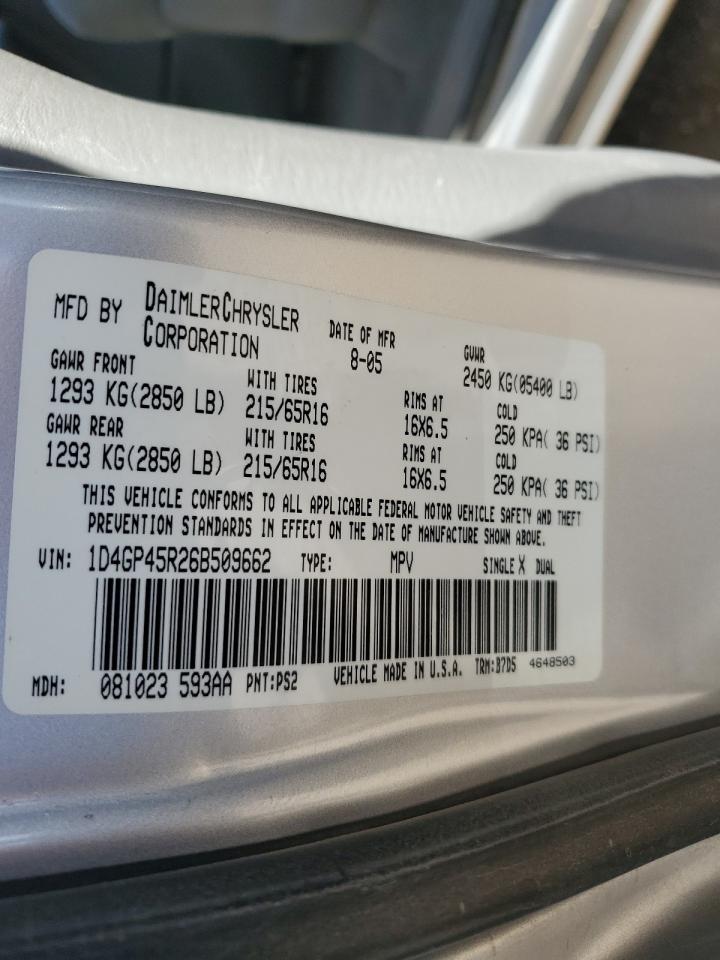 MFD BY DAIMLERCHRYSLER CORPORATION DATE OF MFR 8-05 GVWR 2450 KG(05400 LB)
GAWR FRONT WITH TIRES RIMS AT COLD
1293 KG(2850 LB) 215/65R16 16X6.5 250 KPA( 36 PSI)
GAWR REAR WITH TIRES RIMS AT COLD
1293 KG(2850 LB) 215/65R16 16X6.5 250 KPA( 36 PSI)
THIS VEHICLE CONFORMS TO ALL APPLICABLE FEDERAL MOTOR VEHICLE SAFETY AND THEFT
PREVENTION STANDARDS IN EFFECT ON THE DATE OF MANUFACTURE SHOWN ABOVE.
VIN: 1D4GP45R26B509662 TYPE: MPV SINGLE X DUAL
MDH: 081023 593AA PNT:PS2 VEHICLE MADE IN U.S.A. TRM:B7D5 4648503